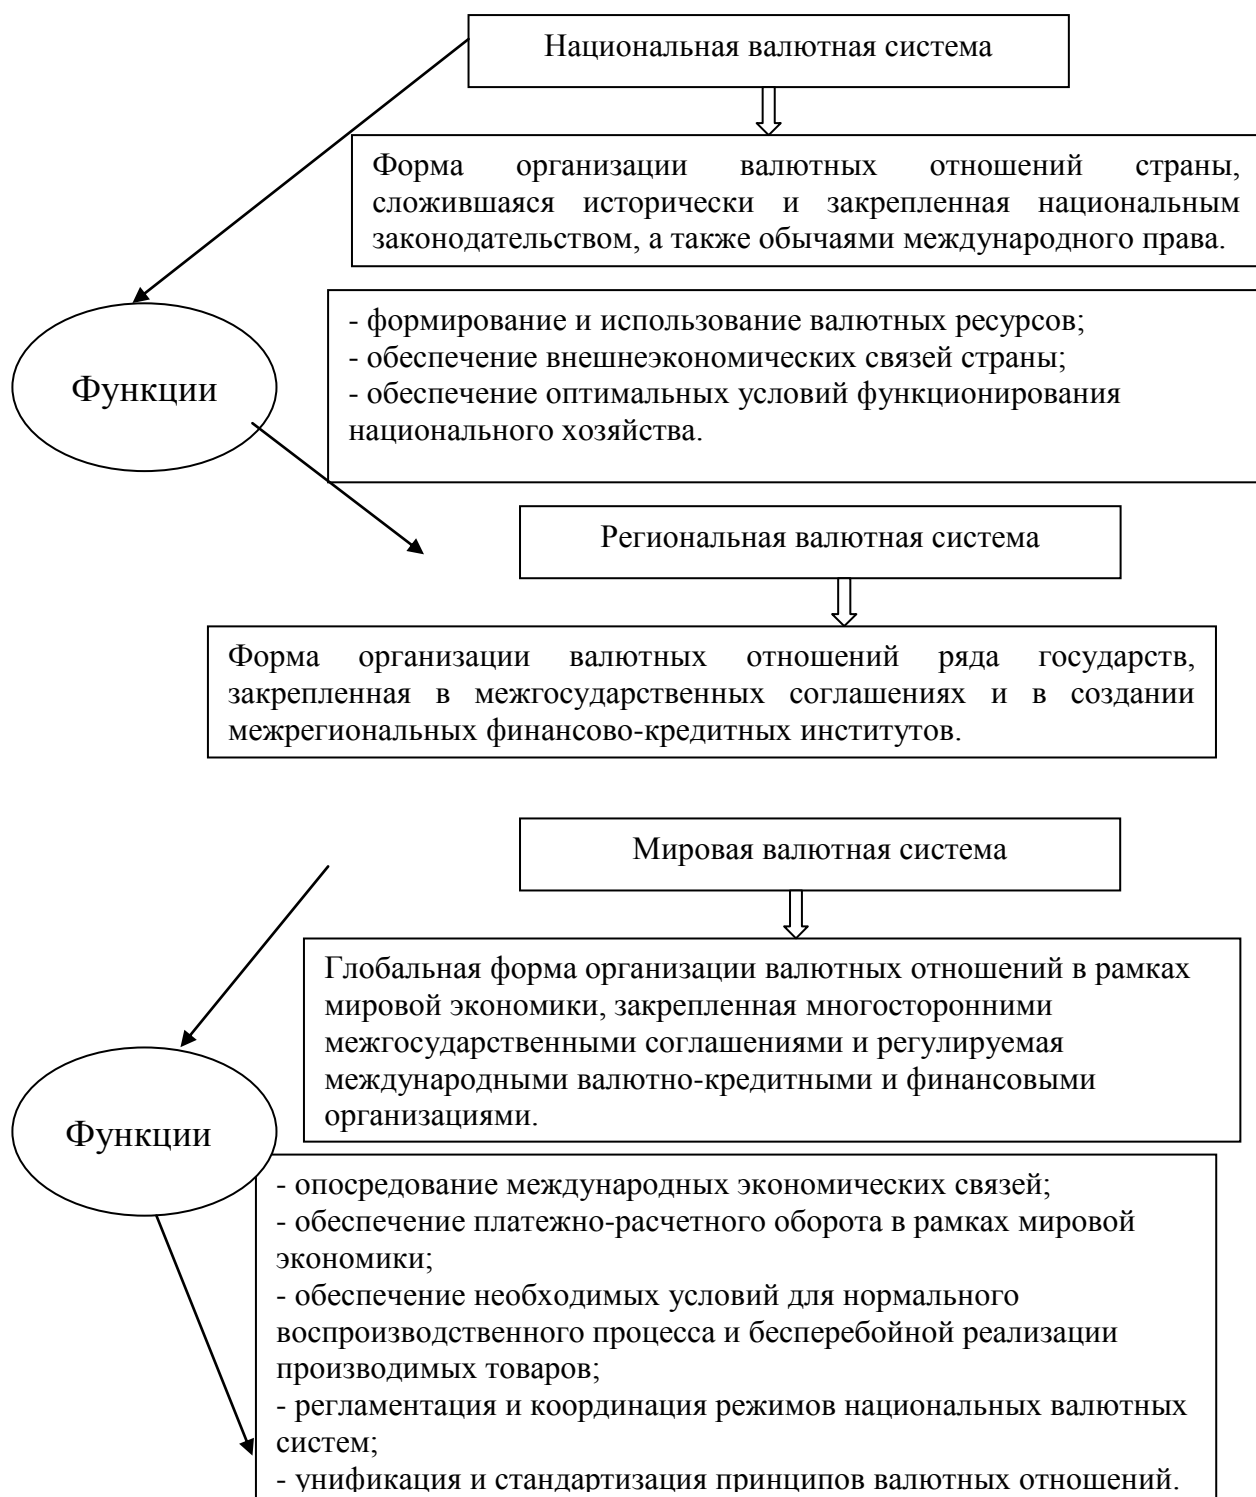 Национальная валютная система
Форма организации валютных отношений страны,
сложившаяся исторически и закрепленная национальным
законодательством, а также обычаями международного права.
- формирование и использование валютных ресурсов;
- обеспечение внешнеэкономических связей страны;
- обеспечение оптимальных условий функционирования
национального хозяйства.
Функции
Региональная валютная система
Форма организации валютных отношений ряда государств,
закрепленная в межгосударственных соглашениях и в создании
межрегиональных финансово-кредитных институтов.
Мировая валютная система
Глобальная форма организации валютных отношений в рамках
мировой экономики, закрепленная многосторонними
межгосударственными соглашениями и регулируемая
международными валютно-кредитными и финансовыми
организациями.
Функции
- опосредование международных экономических связей;
- обеспечение платежно-расчетного оборота в рамках мировой
экономики;
- обеспечение необходимых условий для нормального
воспроизводственного процесса и бесперебойной реализации
производимых товаров;
- регламентация и координация режимов национальных валютных
систем;
- унификация и стандартизация принципов валютных отношений.